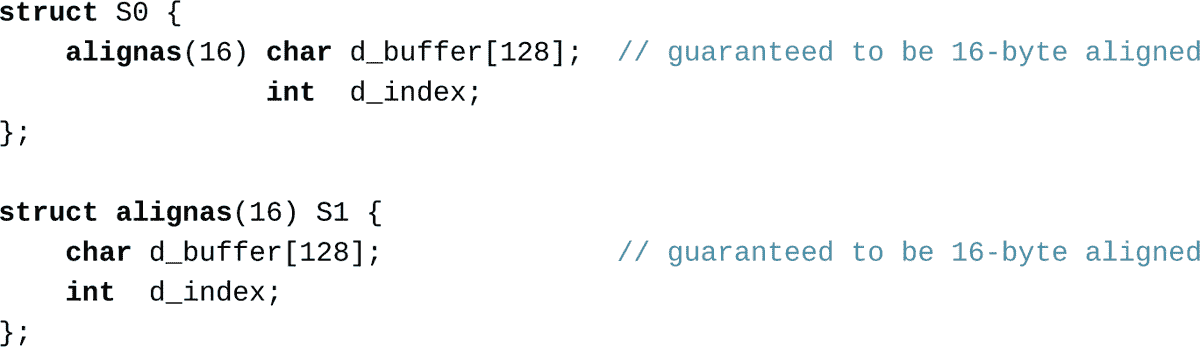 struct S0 {
    alignas(16) char d_buffer[128];  // guaranteed to be 16-byte aligned
                int  d_index;
};

struct alignas(16) S1 {
    char d_buffer[128];              // guaranteed to be 16-byte aligned
    int  d_index;
};